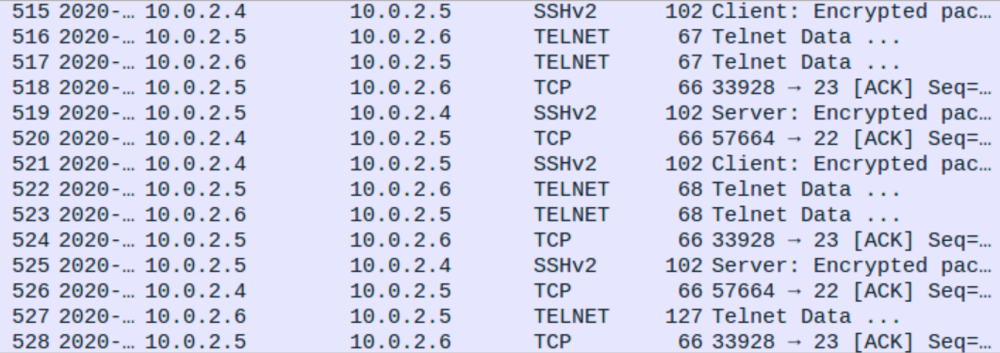 515 2020-… 10.0.2.4 10.0.2.5 SSHv2 102 Client: Encrypted pac…
516 2020-… 10.0.2.5 10.0.2.6 TELNET 67 Telnet Data ...
517 2020-… 10.0.2.6 10.0.2.5 TELNET 67 Telnet Data ...
518 2020-… 10.0.2.5 10.0.2.6 TCP 66 33928 → 23 [ACK] Seq=…
519 2020-… 10.0.2.5 10.0.2.4 SSHv2 102 Server: Encrypted pac…
520 2020-… 10.0.2.4 10.0.2.5 TCP 66 57664 → 22 [ACK] Seq=…
521 2020-… 10.0.2.4 10.0.2.5 SSHv2 102 Client: Encrypted pac…
522 2020-… 10.0.2.5 10.0.2.6 TELNET 68 Telnet Data ...
523 2020-… 10.0.2.6 10.0.2.5 TELNET 68 Telnet Data ...
524 2020-… 10.0.2.5 10.0.2.6 TCP 66 33928 → 23 [ACK] Seq=…
525 2020-… 10.0.2.5 10.0.2.4 SSHv2 102 Server: Encrypted pac…
526 2020-… 10.0.2.4 10.0.2.5 TCP 66 57664 → 22 [ACK] Seq=…
527 2020-… 10.0.2.6 10.0.2.5 TELNET 127 Telnet Data ...
528 2020-… 10.0.2.5 10.0.2.6 TCP 66 33928 → 23 [ACK] Seq=…